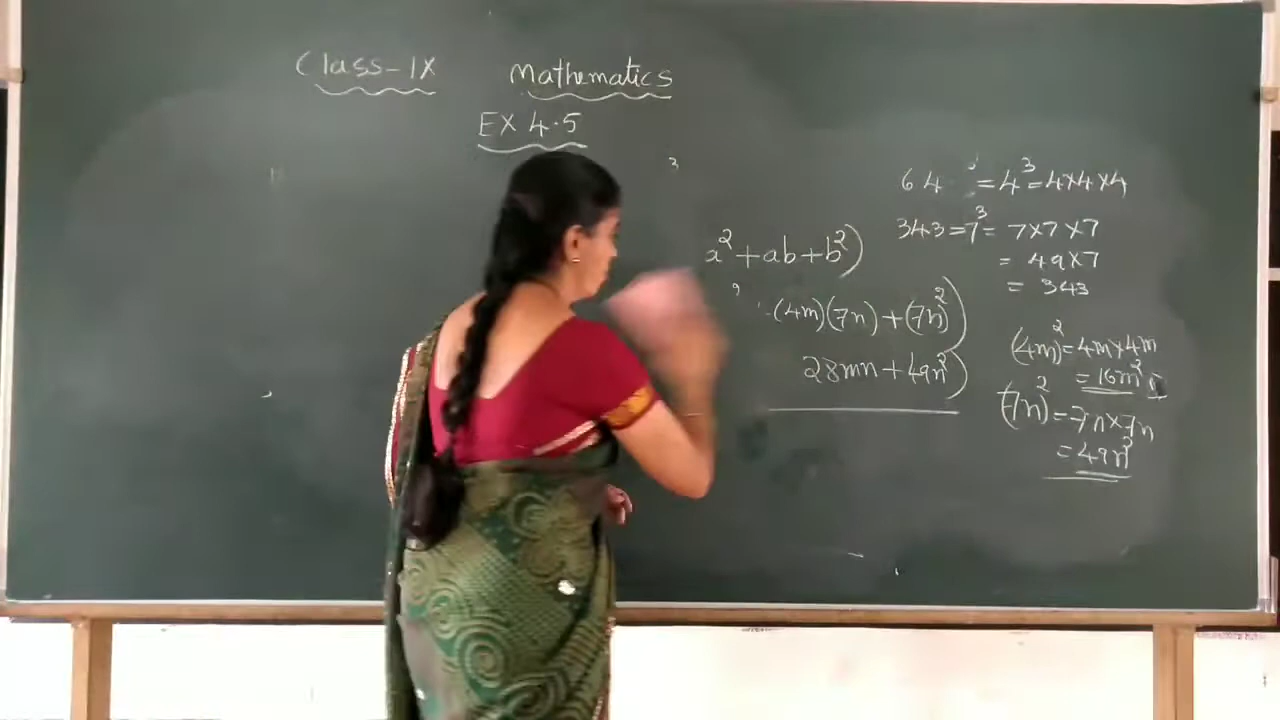 Class-IX Mathematics
EX 4.5
64 = 4³ = 4×4×4
343 = 7³ = 7×7×7
= 49×7
= 343
a² + ab + b²)
(4m)(7n) + (7n)²)
28mn + 49n²)
(4m)² = 4m×4m
= 16m²
(7n)² = 7n×7n
= 49n²